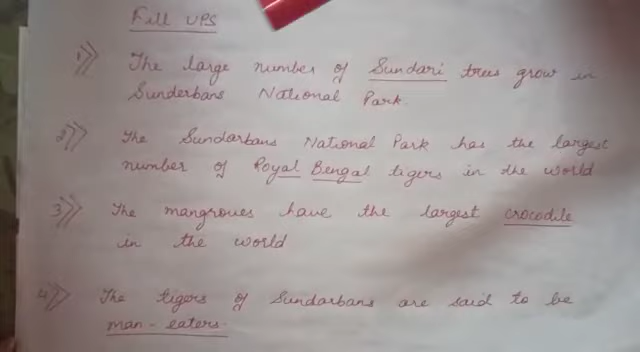 Fill UPS
1) The large number of Sundari trees grow in
Sunderbans National Park.
2) The Sundarbans National Park has the largest
number of Royal Bengal tigers in the world
3) The mangroves have the largest crocodile
in the world
4) The tigers of Sundarbans are said to be
man-eaters.